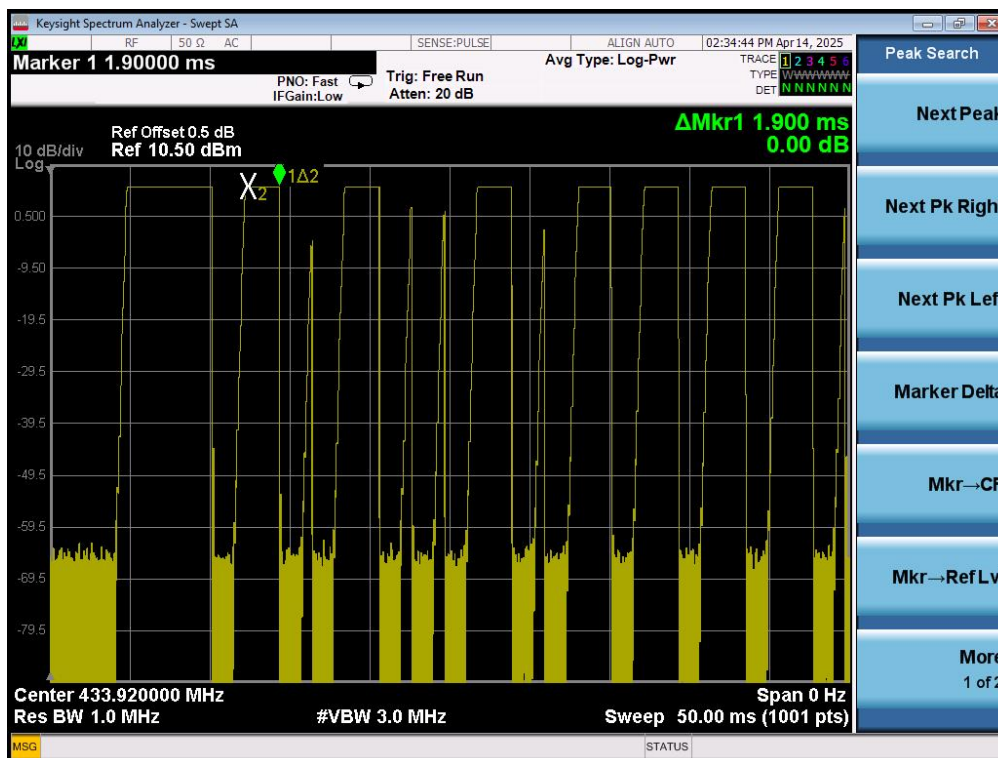 Keysight Spectrum Analyzer - Swept SA
LXI RF 50 Ω AC SENSE:PULSE ALIGN AUTO 02:34:44 PM Apr 14, 2025
Marker 1 1.90000 ms
PNO: Fast
IFGain:Low
Trig: Free Run
Atten: 20 dB
Avg Type: Log-Pwr
TRACE 1 2 3 4 5 6
TYPE WWWWWW
DET N N N N N N
ΔMkr1 1.900 ms
0.00 dB
Ref Offset 0.5 dB
10 dB/div Ref 10.50 dBm
Log
X2 1Δ2
0.500
-9.50
-19.5
-29.5
-39.5
-49.5
-59.5
-69.5
-79.5
Center 433.920000 MHz Span 0 Hz
Res BW 1.0 MHz #VBW 3.0 MHz Sweep 50.00 ms (1001 pts)
MSG STATUS
Peak Search
Next Peak
Next Pk Righ
Next Pk Lef
Marker Delta
Mkr→CF
Mkr→Ref Lv
More
1 of 2